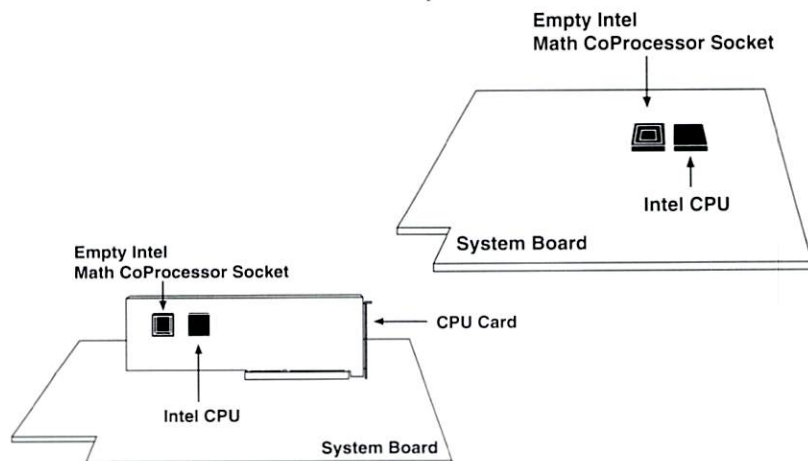 Empty Intel
Math CoProcessor Socket
Intel CPU
System Board
Empty Intel
Math CoProcessor Socket
CPU Card
Intel CPU
System Board